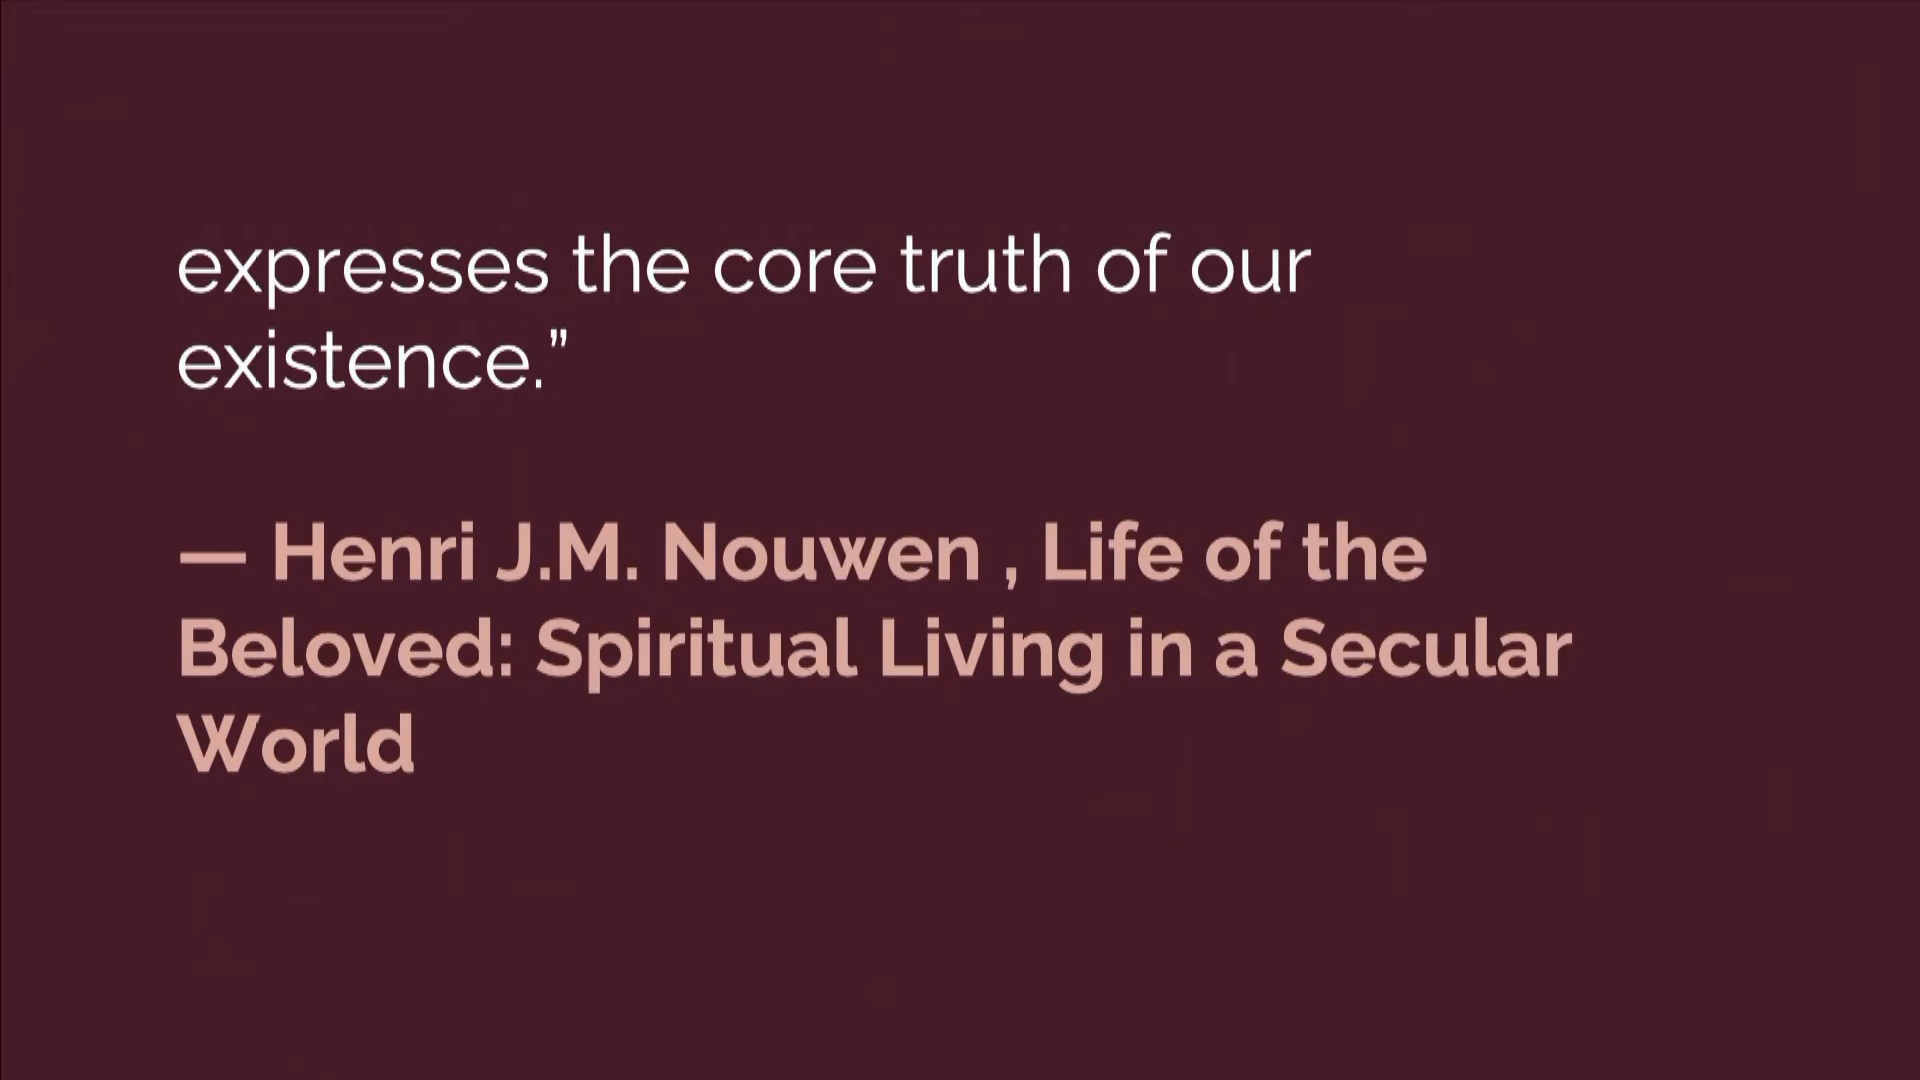 expresses the core truth of our
existence.”
— Henri J.M. Nouwen , Life of the
Beloved: Spiritual Living in a Secular
World